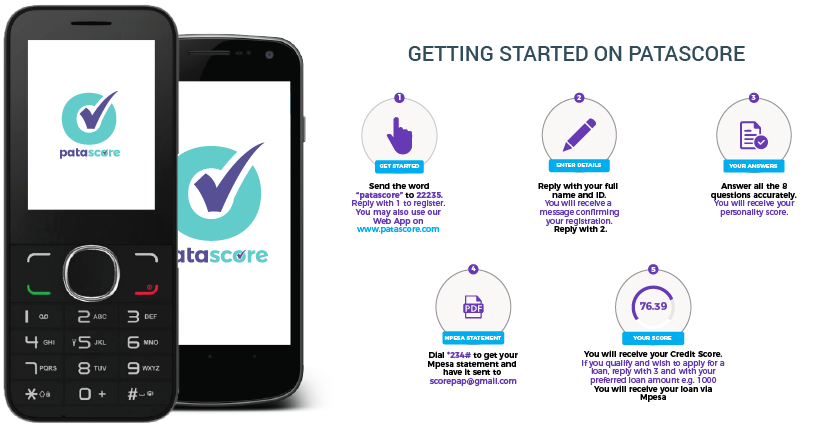 GETTING STARTED ON PATASCORE
patascore
atascore
1 2 ABC 3 DEF
4 GHI 5 JKL 6 MNO
7 PQRS 8 TUV 9 WXYZ
* 0 + #
1
GET STARTED
Send the word
"patascore" to 22235.
Reply with 1 to register.
You may also use our
Web App on
www.patascore.com
2
ENTER DETAILS
Reply with your full
name and ID.
You will receive a
message confirming
your registration.
Reply with 2.
3
YOUR ANSWERS
Answer all the 8
questions accurately.
You will receive your
personality score.
4
PDF
MPESA STATEMENT
Dial *234# to get your
Mpesa statement and
have it sent to
scorepap@gmail.com
5
76.39
YOUR SCORE
You will receive your Credit Score.
If you qualify and wish to apply for a
loan, reply with 3 and with your
preferred loan amount e.g. 1000
You will receive your loan via
Mpesa